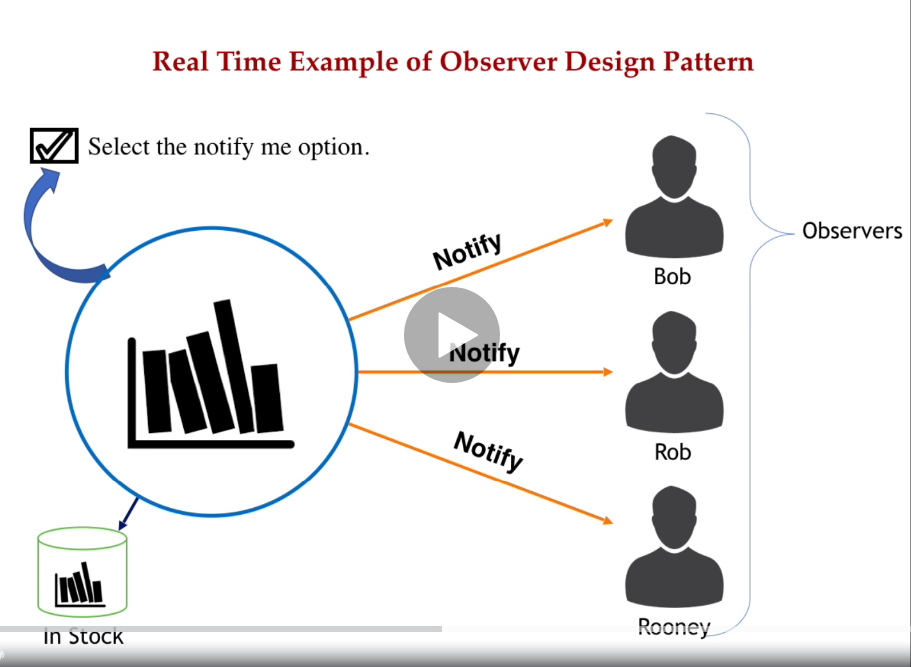 Real Time Example of Observer Design Pattern
Select the notify me option.
Notify
Notify
Notify
Bob
Rob
Rooney
Observers
In Stock